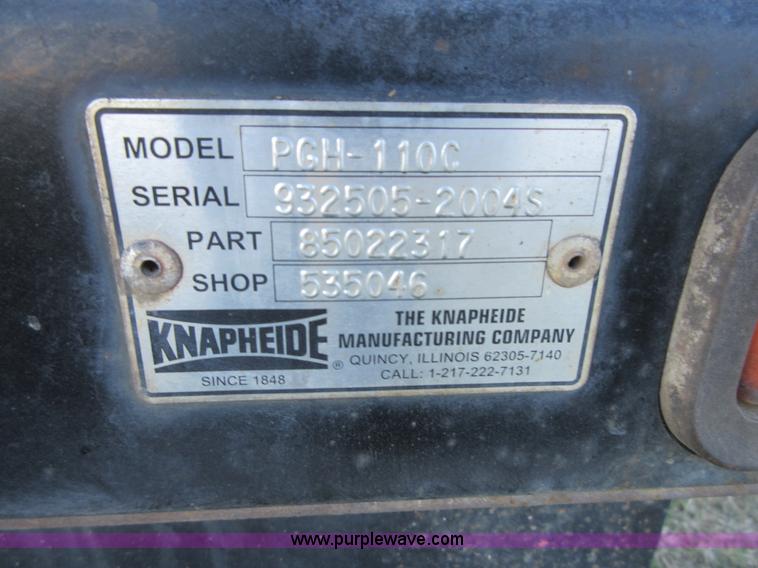 MODEL PGH-110C
SERIAL 932505-2004S
PART 85022317
SHOP 535046
KNAPHEIDE ®
SINCE 1848
THE KNAPHEIDE
MANUFACTURING COMPANY
QUINCY, ILLINOIS 62305-7140
CALL: 1-217-222-7131
www.purplewave.com